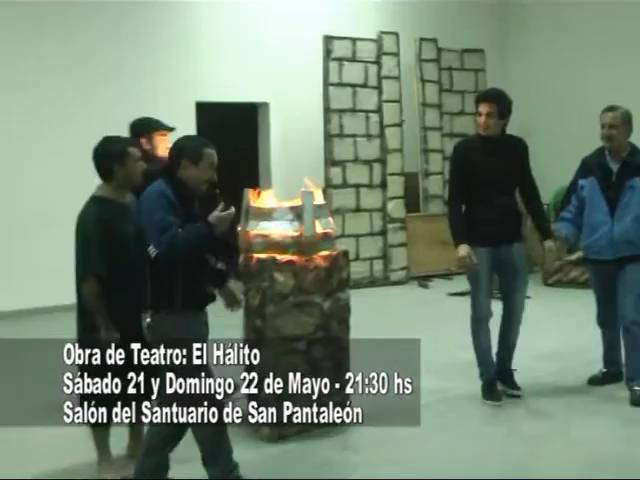 Obra de Teatro: El Hálito
Sábado 21 y Domingo 22 de Mayo - 21:30 hs
Salón del Santuario de San Pantaleón